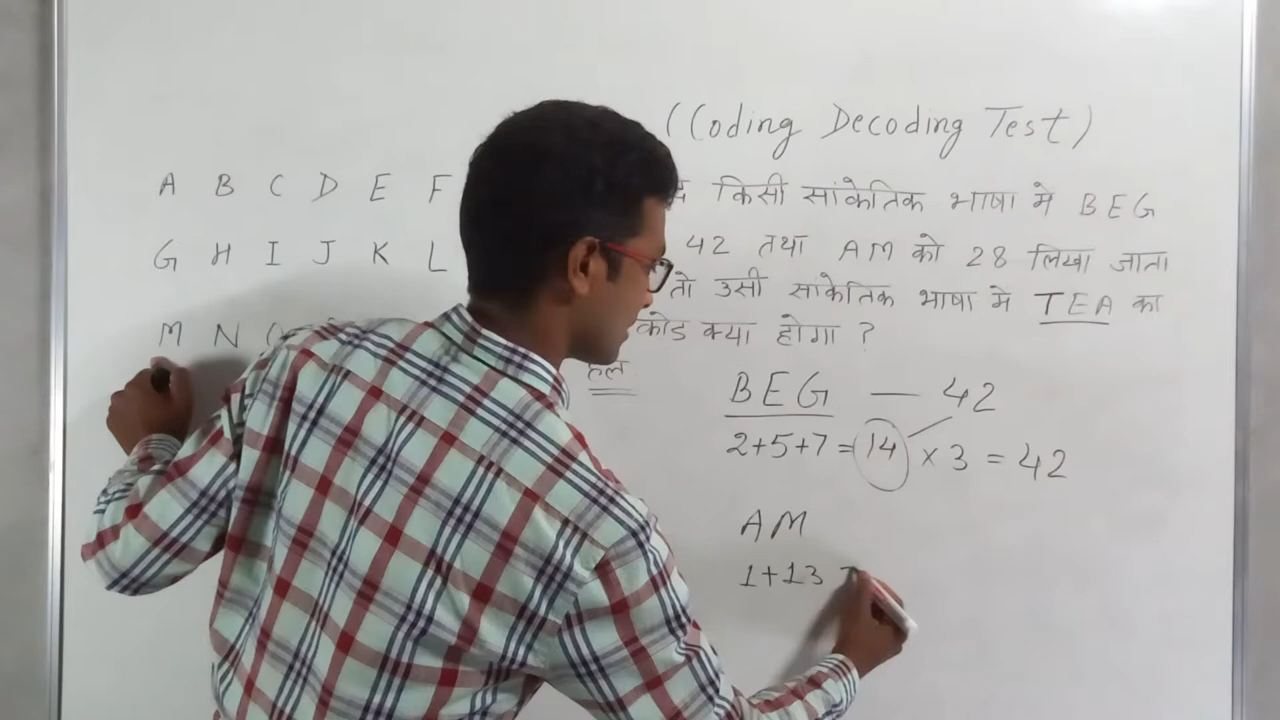 (Coding Decoding Test)
A B C D E F
G H I J K L
M N
किसी सांकेतिक भाषा मे BEG
42 तथा AM को 28 लिखा जाता
तो उसी सांकेतिक भाषा मे TEA का
कोड क्या होगा ?
हल
BEG — 42
2+5+7=14 × 3 = 42
AM
1+13